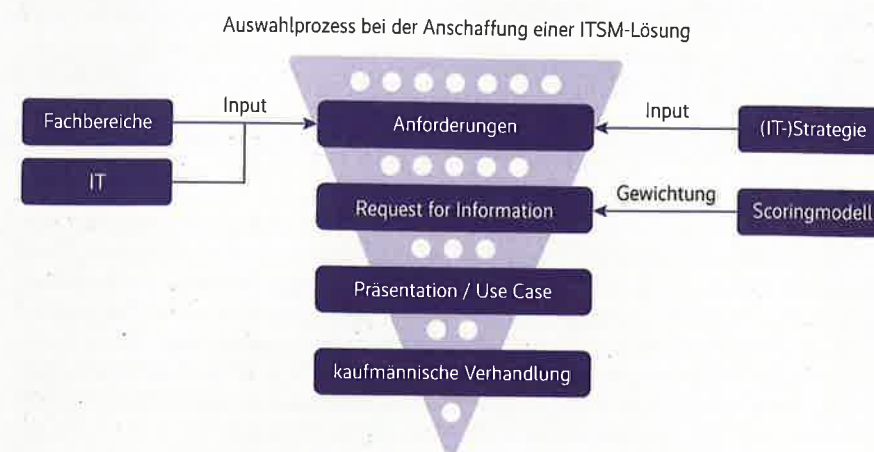 Auswahlprozess bei der Anschaffung einer ITSM-Lösung
Fachbereiche
Input
Anforderungen
Input
(IT-)Strategie
IT
Request for Information
Gewichtung
Scoringmodell
Präsentation / Use Case
kaufmännische Verhandlung